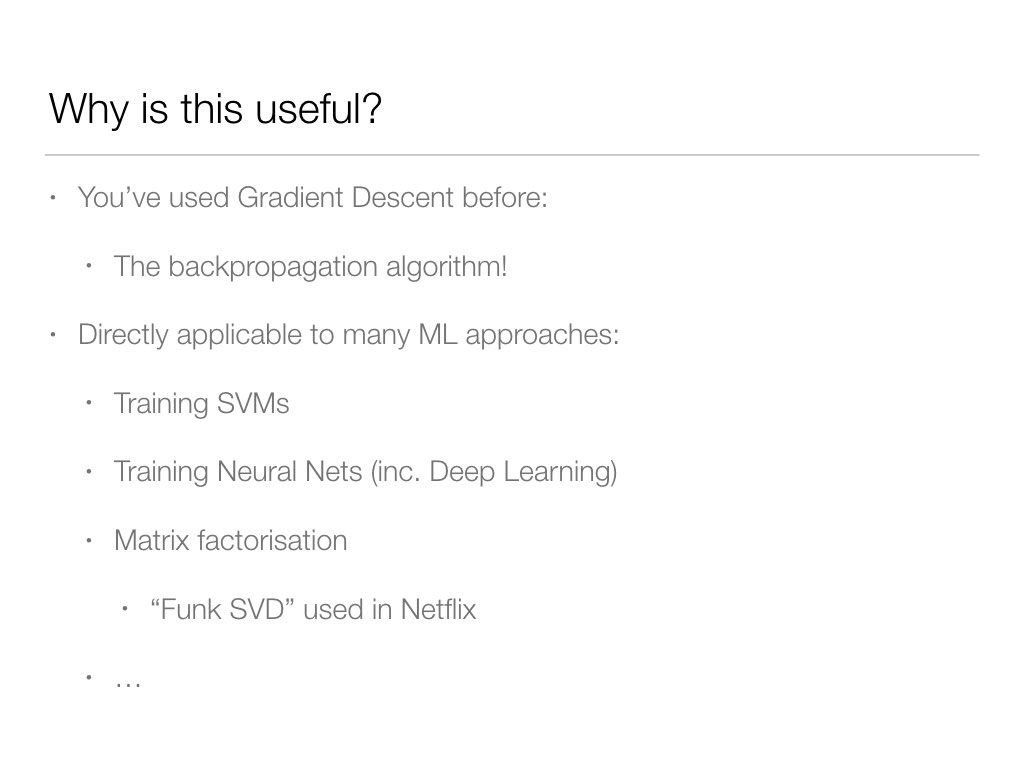 Why is this useful?
• You’ve used Gradient Descent before:
• The backpropagation algorithm!
• Directly applicable to many ML approaches:
• Training SVMs
• Training Neural Nets (inc. Deep Learning)
• Matrix factorisation
• “Funk SVD” used in Netflix
• …